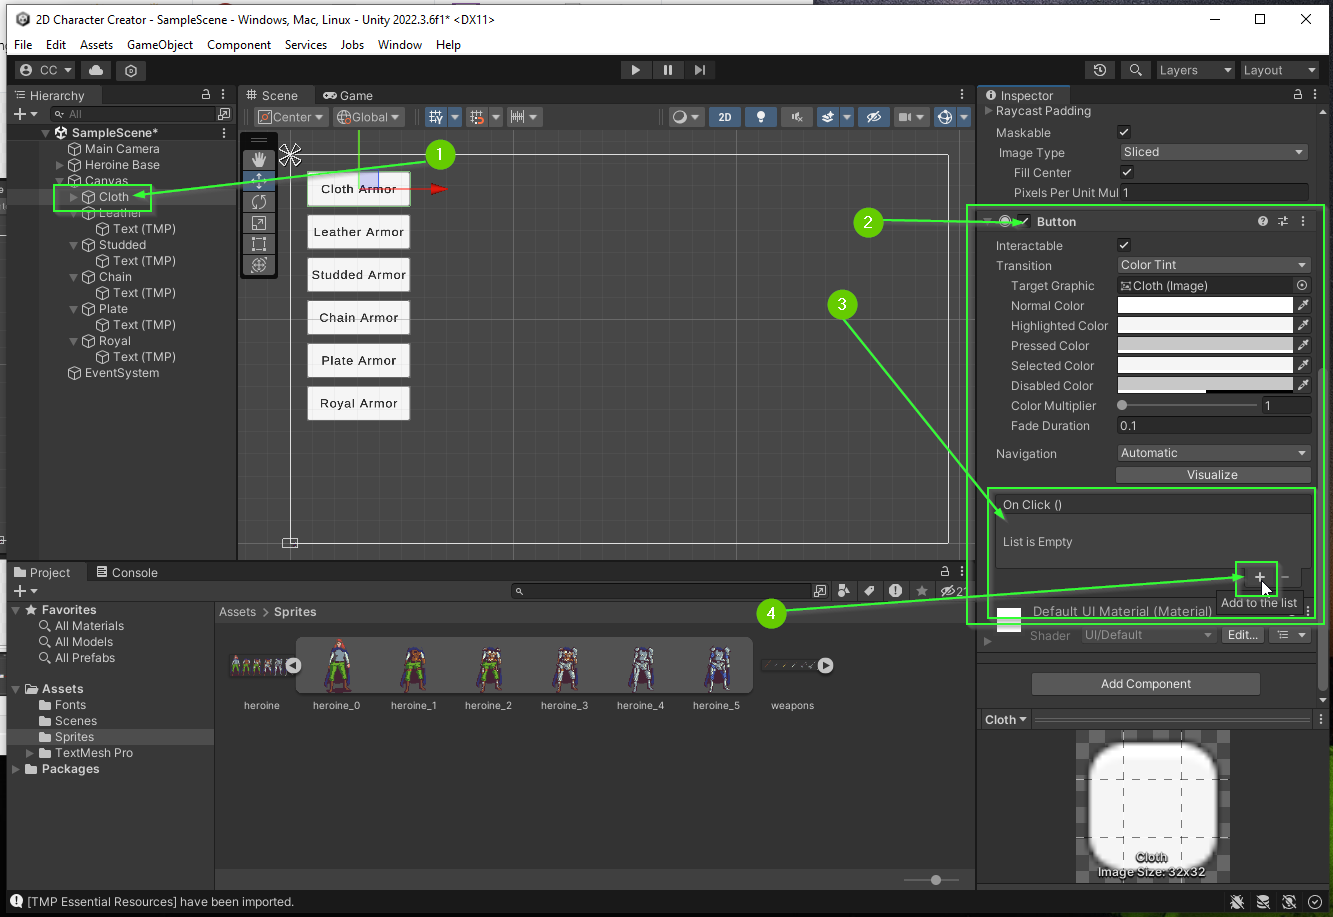 2D Character Creator - SampleScene - Windows, Mac, Linux - Unity 2022.3.6f1* <DX11>
File Edit Assets GameObject Component Services Jobs Window Help
CC
Layers
Layout
Hierarchy
All
SampleScene*
Main Camera
Heroine Base
Canvas
Cloth
Leather
Text (TMP)
Studded
Text (TMP)
Chain
Text (TMP)
Plate
Text (TMP)
Royal
Text (TMP)
EventSystem
Scene
Game
Center
Global
2D
1
Cloth Armor
Leather Armor
Studded Armor
Chain Armor
Plate Armor
Royal Armor
Inspector
Raycast Padding
Maskable
Image Type Sliced
Fill Center
Pixels Per Unit Mul 1
2
Button
Interactable
Transition Color Tint
Target Graphic Cloth (Image)
3
Normal Color
Highlighted Color
Pressed Color
Selected Color
Disabled Color
Color Multiplier 1
Fade Duration 0.1
Navigation Automatic
Visualize
On Click ()
List is Empty
4
Add to the list
Default UI Material (Material)
Shader UI/Default Edit...
Add Component
Cloth
Cloth
Image Size: 32x32
Project
Console
Favorites
All Materials
All Models
All Prefabs
Assets
Fonts
Scenes
Sprites
TextMesh Pro
Packages
Assets > Sprites
heroine heroine_0 heroine_1 heroine_2 heroine_3 heroine_4 heroine_5 weapons
[TMP Essential Resources] have been imported.